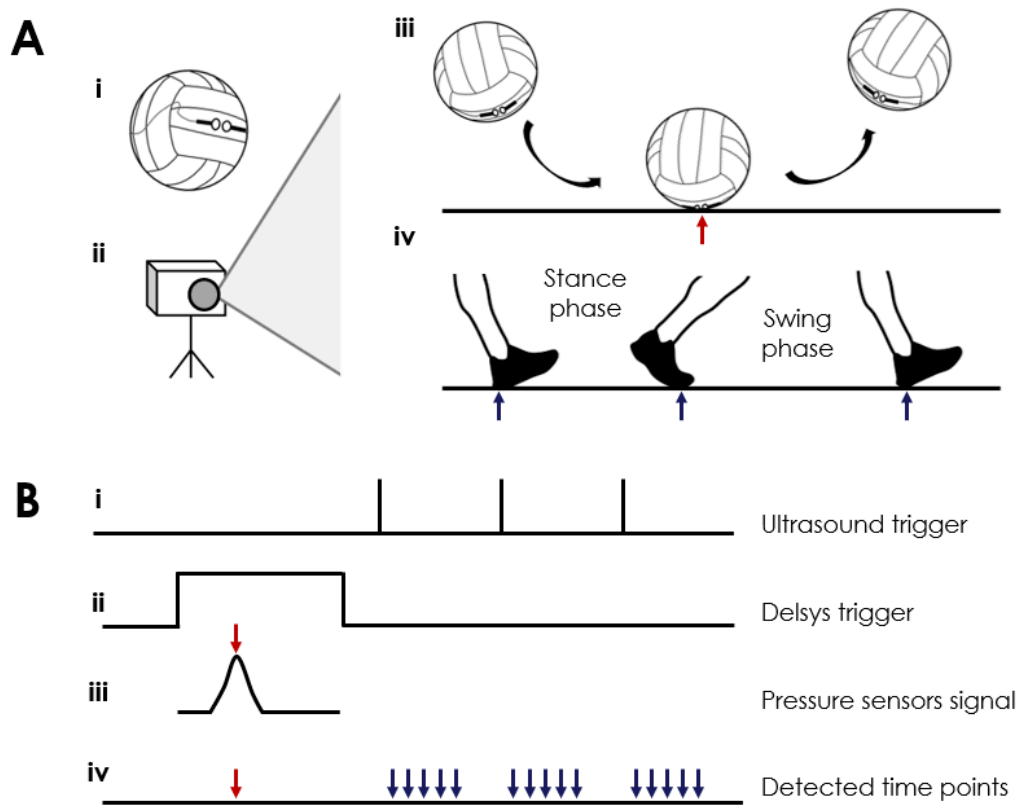 A
i
ii
iii
iv
Stance
phase
Swing
phase
B
i
Ultrasound trigger
ii
Delsys trigger
iii
Pressure sensors signal
iv
Detected time points